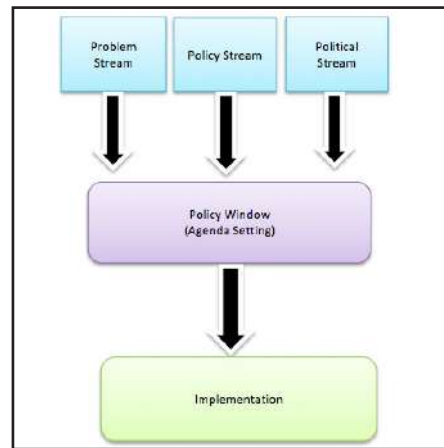 Problem
Stream
Policy Stream
Political
Stream
Policy Window
(Agenda Setting)
Implementation